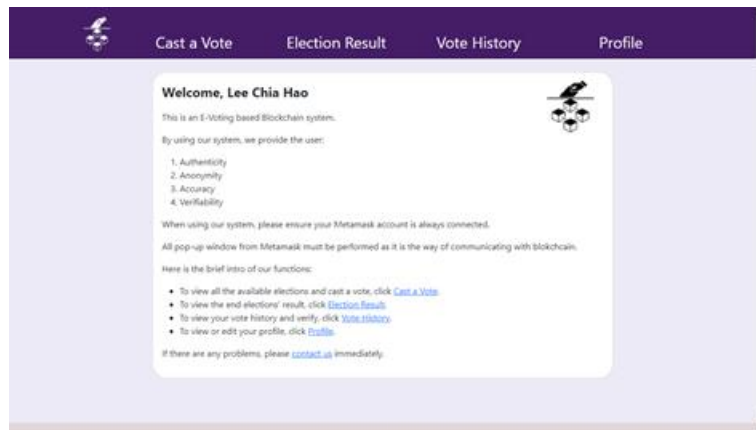 Cast a Vote Election Result Vote History Profile
Welcome, Lee Chia Hao
This is an E-Voting based Blockchain system.
By using our system, we provide the user:
1. Authenticity
2. Anonymity
3. Accuracy
4. Verifiability
When using our system, please ensure your Metamask account is always connected.
All pop-up window from Metamask must be performed as it is the way of communicating with blokchcain.
Here is the brief intro of our functions:
• To view all the available elections and cast a vote, click Cast a Vote.
• To view the end elections' result, click Election Result.
• To view your vote history and verify, click Vote History.
• To view or edit your profile, click Profile.
If there are any problems, please contact us immediately.